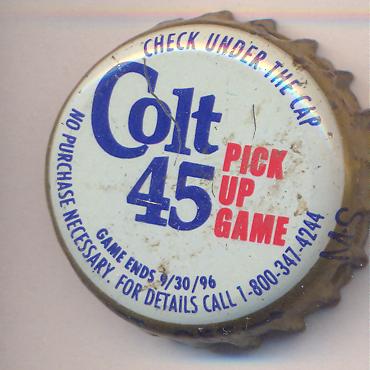 CHECK UNDER THE CAP
Colt
45
PICK
UP
GAME
GAME ENDS 9/30/96
NO PURCHASE NECESSARY. FOR DETAILS CALL 1-800-347-4244
MS